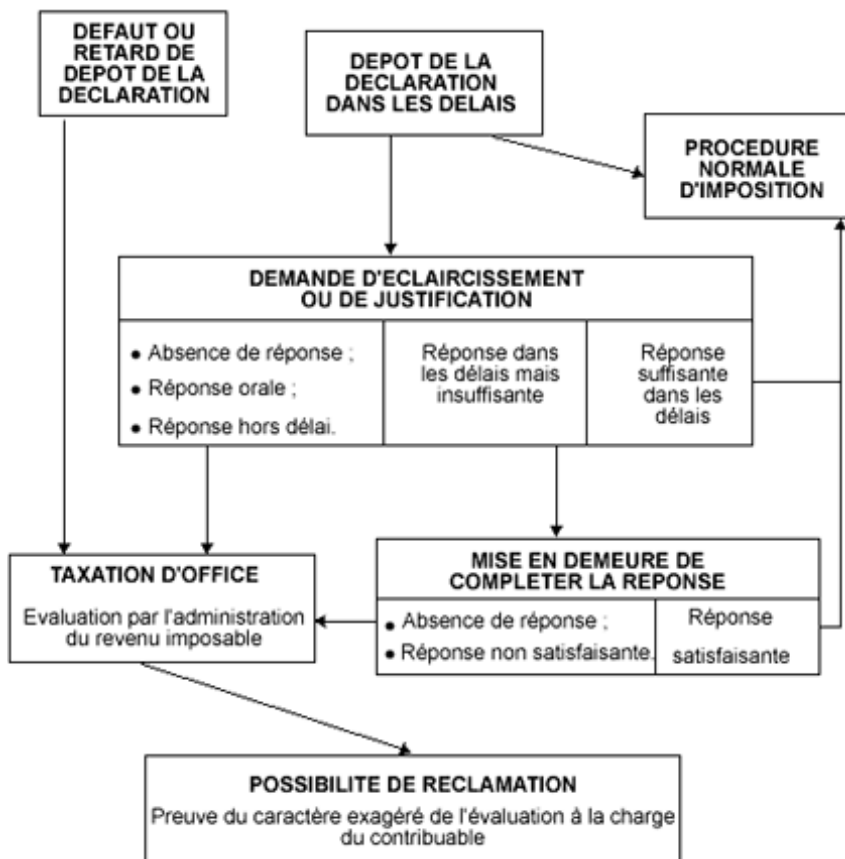 DEFAUT OU
RETARD DE
DEPOT DE LA
DECLARATION
DEPOT DE LA
DECLARATION
DANS LES DELAIS
PROCEDURE
NORMALE
D'IMPOSITION
DEMANDE D'ECLAIRCISSEMENT
OU DE JUSTIFICATION
• Absence de réponse ;
• Réponse orale ;
• Réponse hors délai.
Réponse dans
les délais mais
insuffisante
Réponse
suffisante
dans les
délais
TAXATION D'OFFICE
Evaluation par l'administration
du revenu imposable
MISE EN DEMEURE DE
COMPLETER LA REPONSE
• Absence de réponse ;
• Réponse non satisfaisante.
Réponse
satisfaisante
POSSIBILITE DE RECLAMATION
Preuve du caractère exagéré de l'évaluation à la charge
du contribuable